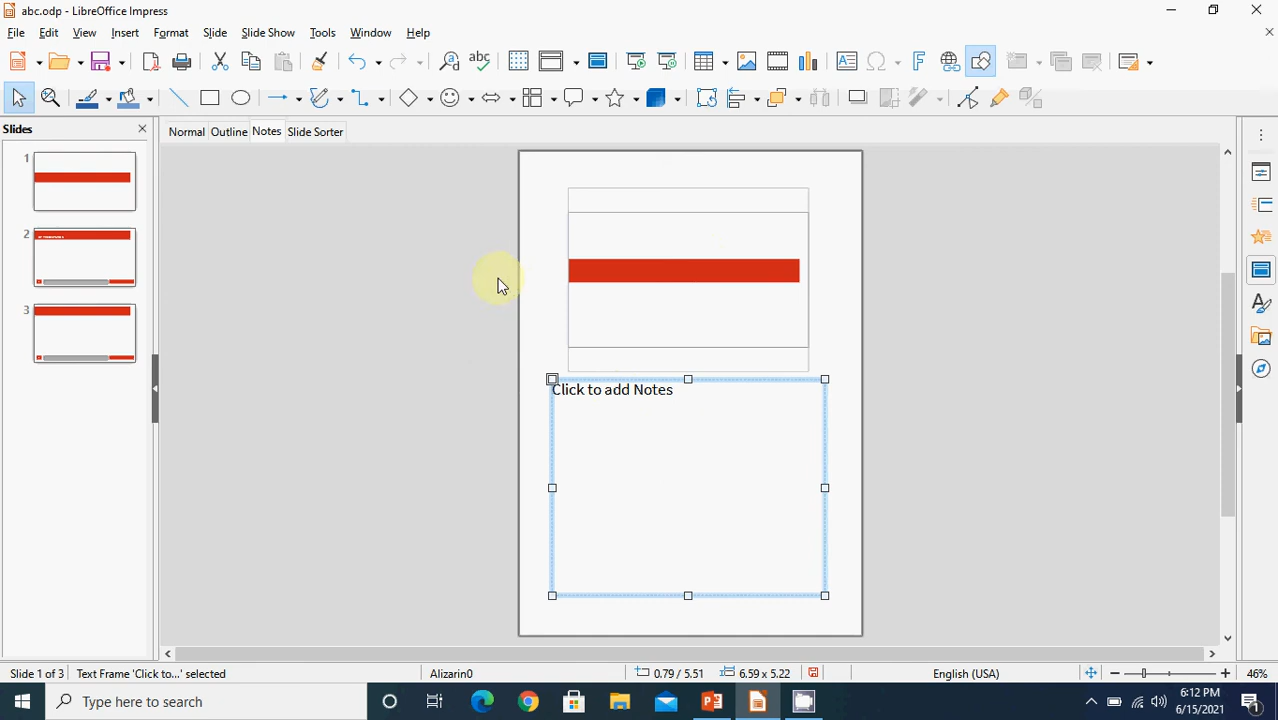 abc.odp - LibreOffice Impress
File Edit View Insert Format Slide Slide Show Tools Window Help
abc
Slides
Normal Outline Notes Slide Sorter
1
2
3
Click to add Notes
Slide 1 of 3 Text Frame 'Click to...' selected Alizarin0 0.79 / 5.51 6.59 x 5.22 English (USA) 46%
Type here to search
6:12 PM
6/15/2021
1